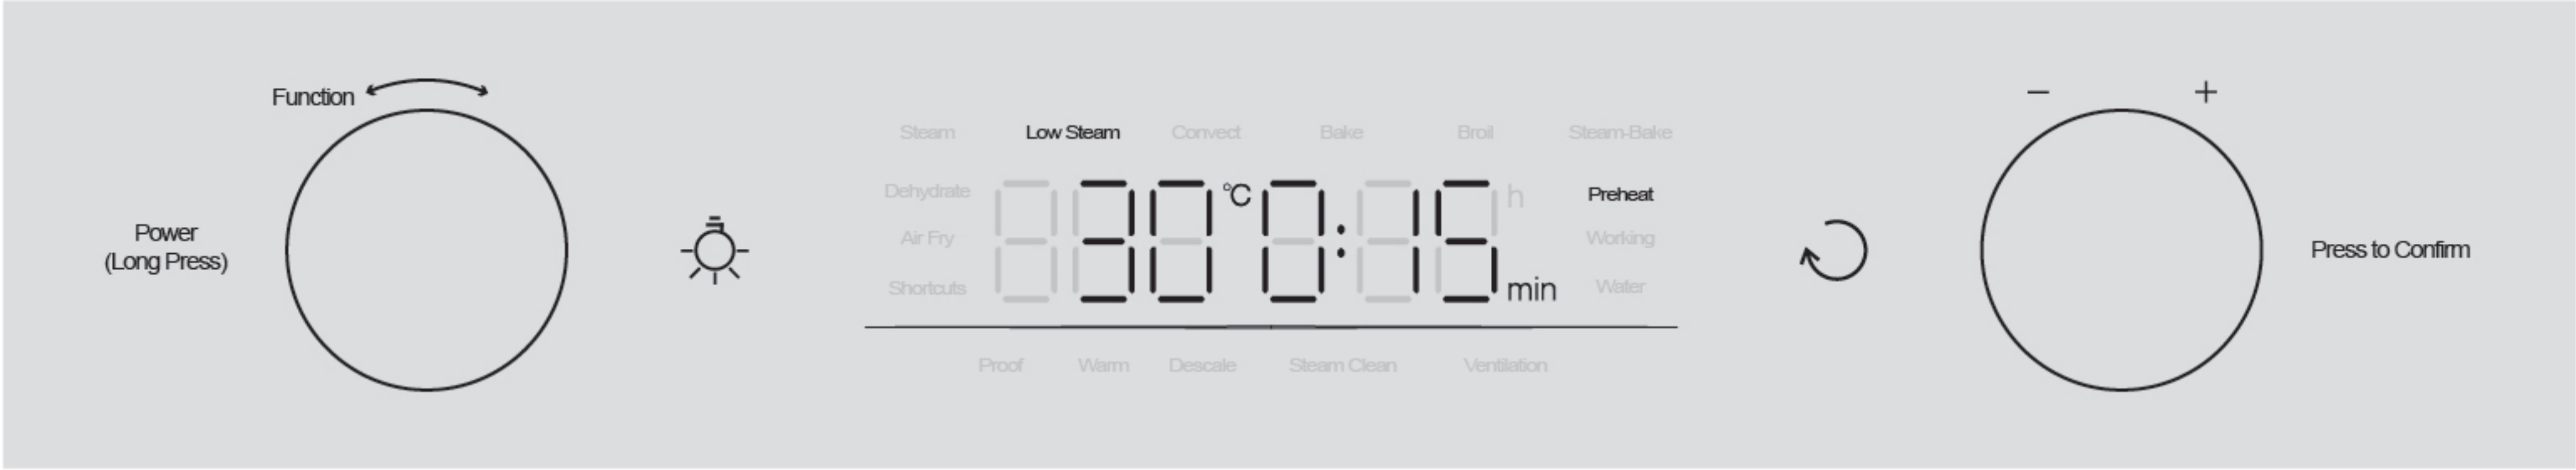 Function
Power
(Long Press)
Steam Low Steam Convect Bake Broil Steam-Bake
Dehydrate
Air Fry
Shortcuts
30 °C 0:15 h min
Preheat
Working
Water
Proof Warm Descale Steam Clean Ventilation
− +
Press to Confirm